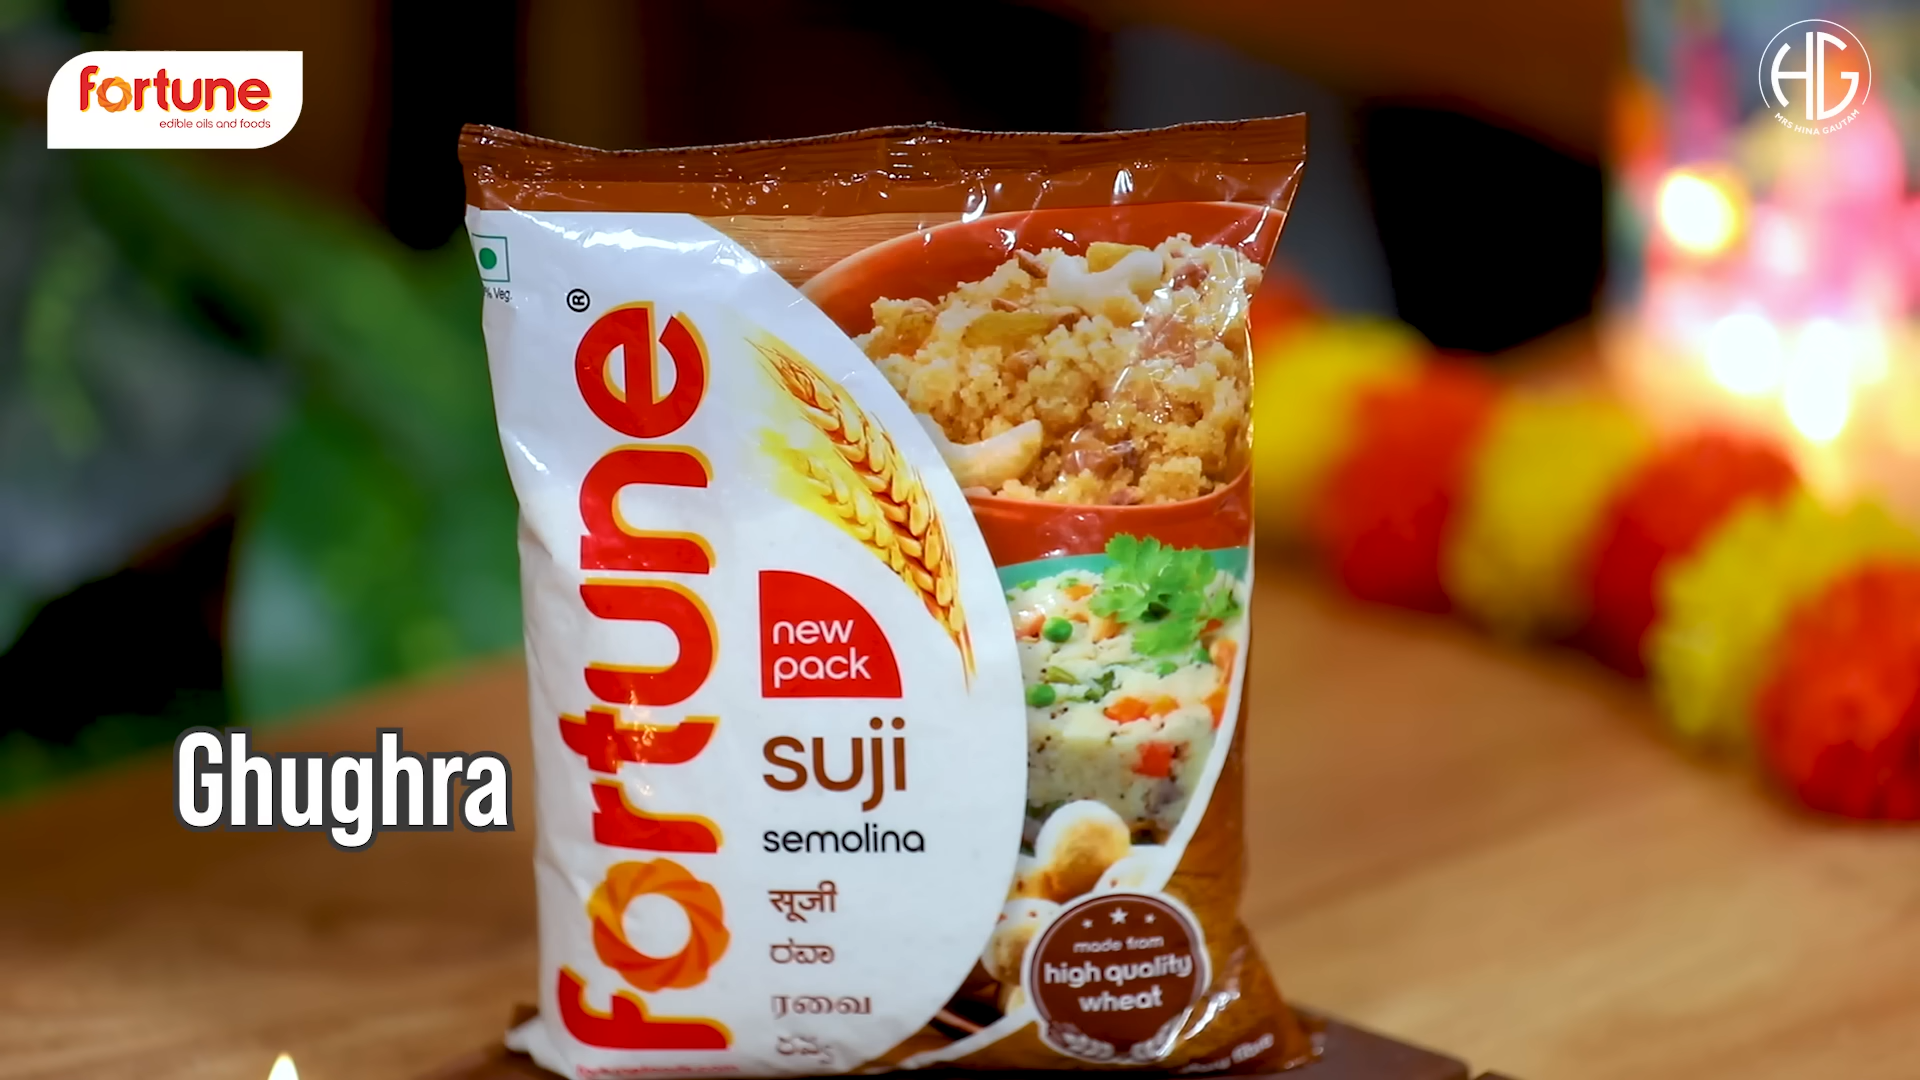 fortune
edible oils and foods
HG
MRS HINA GAUTAM
% Veg.
fortune®
new
pack
suji
semolina
सूजी
ರವಾ
ரவை
made from
high quality
wheat
Ghughra